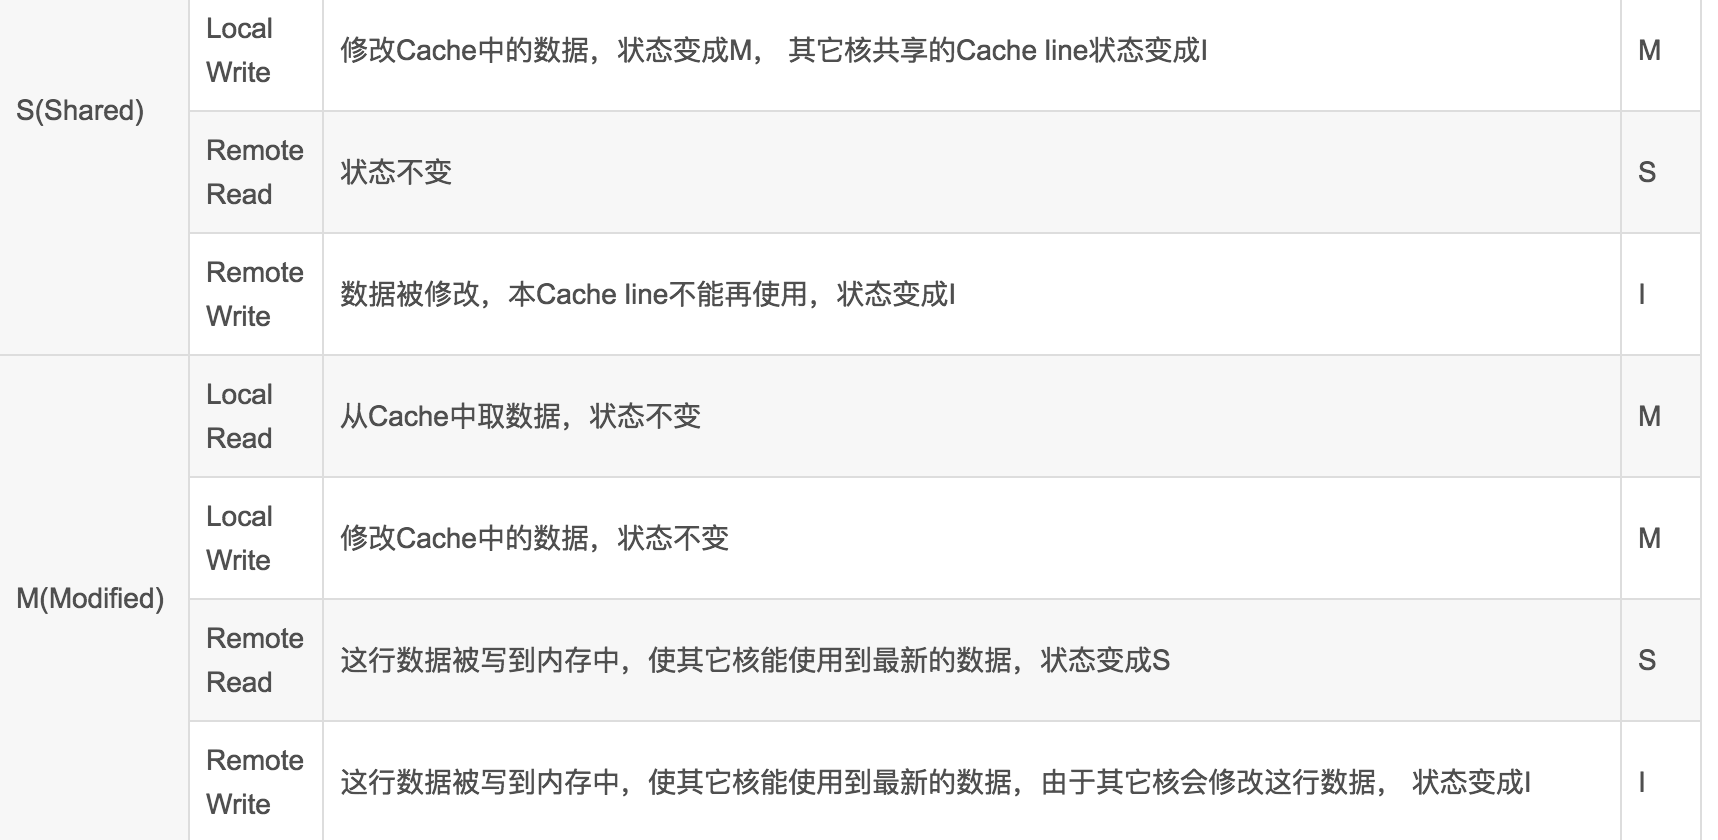 S(Shared)
Local
Write
修改Cache中的数据，状态变成M， 其它核共享的Cache line状态变成I
M
Remote
Read
状态不变
S
Remote
Write
数据被修改，本Cache line不能再使用，状态变成I
I
M(Modified)
Local
Read
从Cache中取数据，状态不变
M
Local
Write
修改Cache中的数据，状态不变
M
Remote
Read
这行数据被写到内存中，使其它核能使用到最新的数据，状态变成S
S
Remote
Write
这行数据被写到内存中，使其它核能使用到最新的数据，由于其它核会修改这行数据， 状态变成I
I